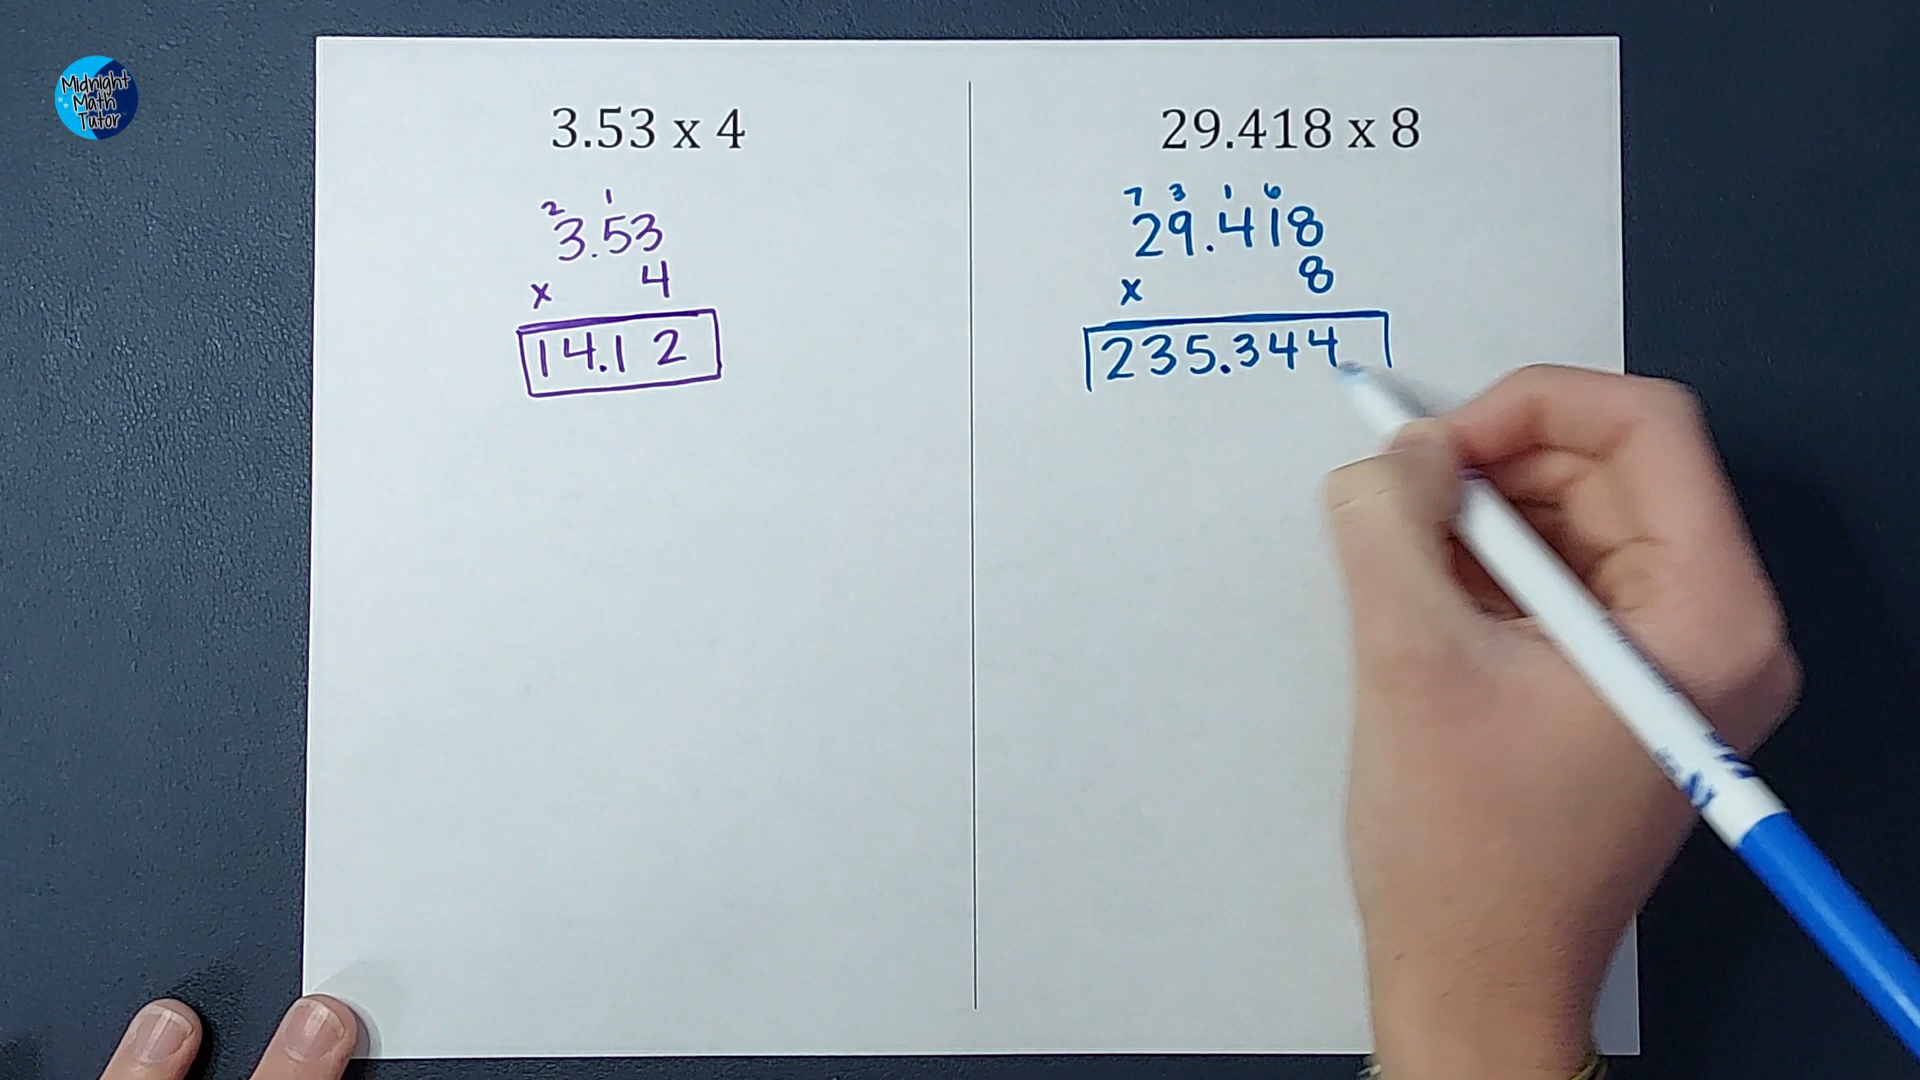 Midnight
Math
Tutor
3.53 x 4
2 1
3.53
x 4
14.12
29.418 x 8
7 3 1 6
29.418
x 8
235.344